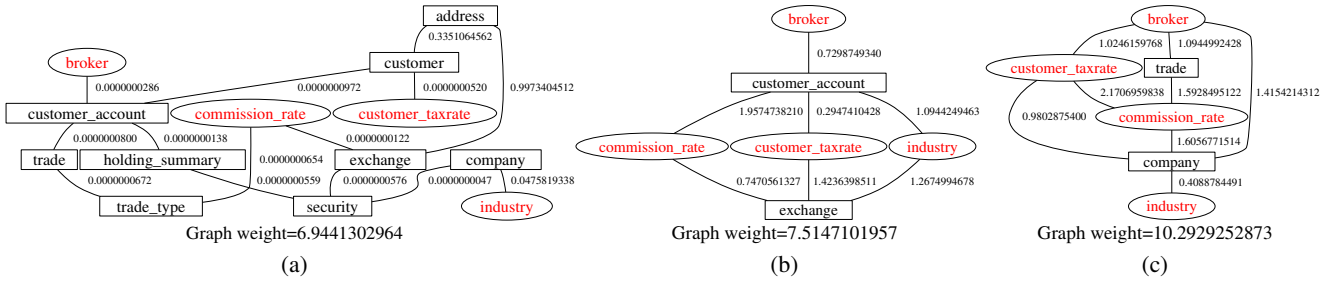 address
0.3351064562
broker
customer
0.0000000286
0.0000000972
0.0000000520
0.9973404512
customer_account
commission_rate
customer_taxrate
0.0000000800
0.0000000138
0.0000000122
trade
holding_summary
0.0000000654
exchange
company
0.0000000672
0.0000000559
0.0000000576
0.0000000047
0.0475819338
trade_type
security
industry
Graph weight=6.9441302964
(a)
broker
0.7298749340
customer_account
1.9574738210
0.2947410428
1.0944249463
commission_rate
customer_taxrate
industry
0.7470561327
1.4236398511
1.2674994678
exchange
Graph weight=7.5147101957
(b)
broker
1.0246159768
1.0944992428
customer_taxrate
trade
2.1706959838
1.5928495122
1.4154214312
0.9802875400
commission_rate
1.6056771514
company
0.4088784491
industry
Graph weight=10.2929252873
(c)